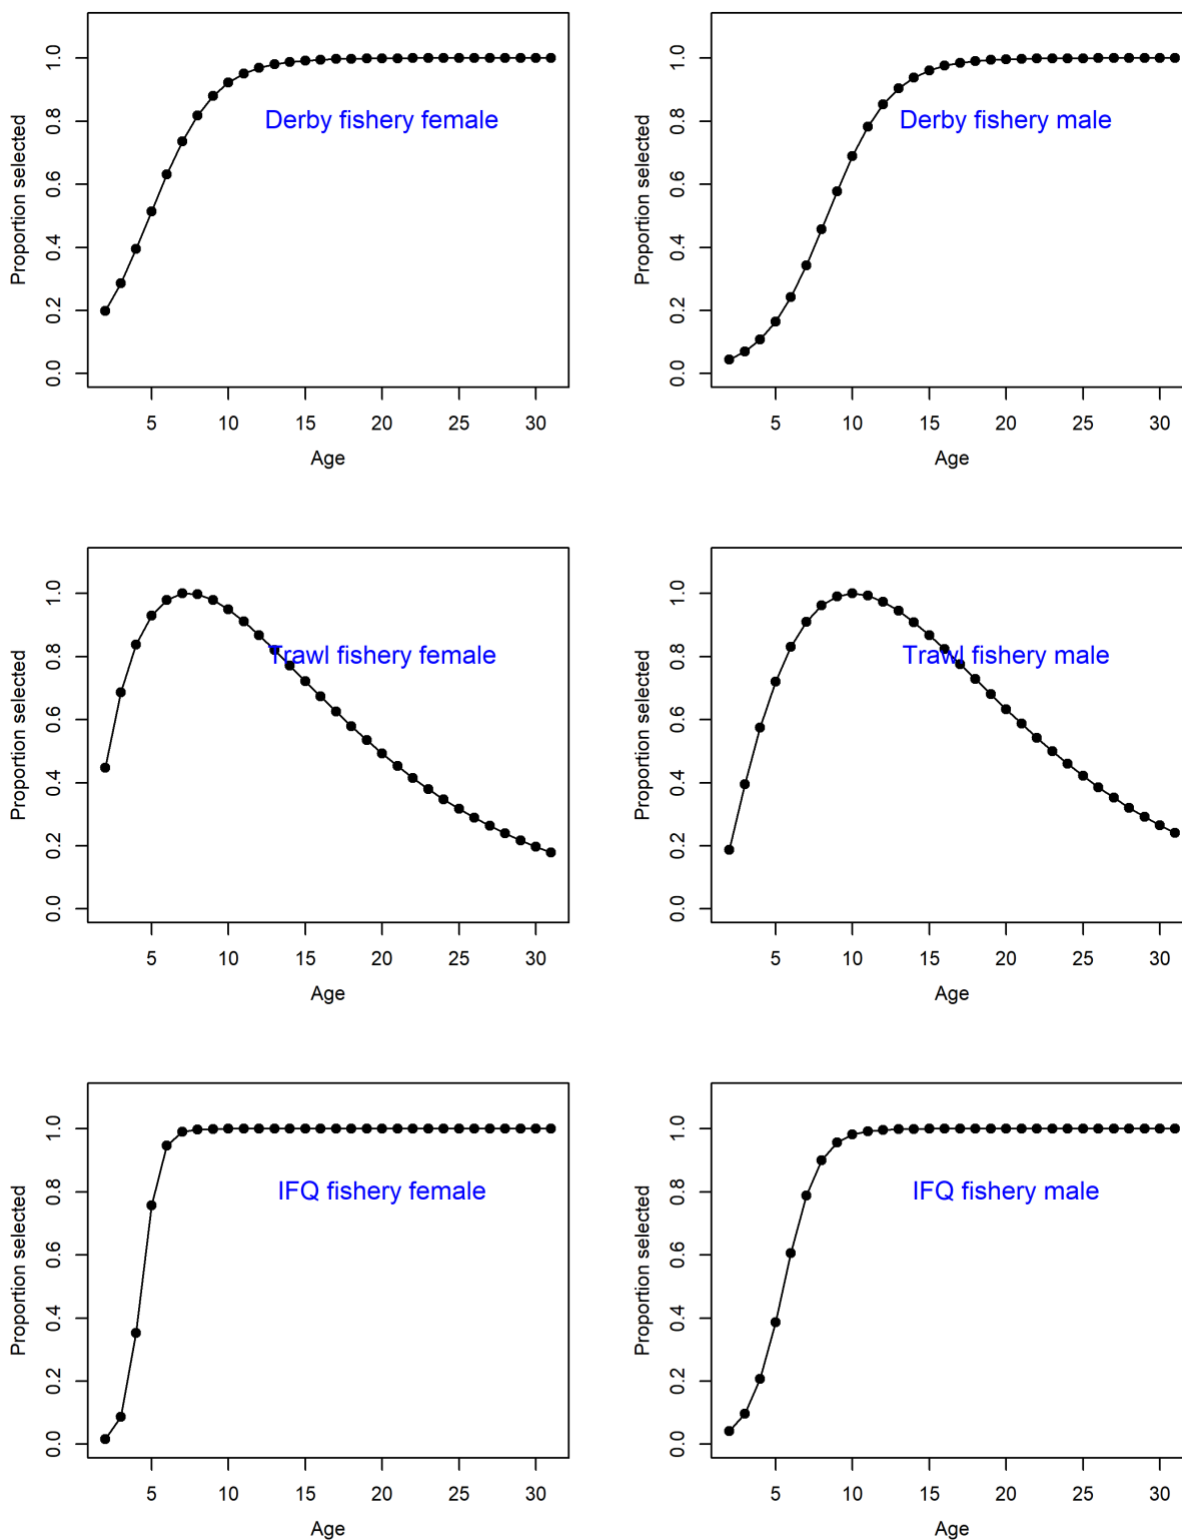 Proportion selected
0.0 0.2 0.4 0.6 0.8 1.0
Derby fishery female
5 10 15 20 25 30
Age
Proportion selected
0.0 0.2 0.4 0.6 0.8 1.0
Derby fishery male
5 10 15 20 25 30
Age
Proportion selected
0.0 0.2 0.4 0.6 0.8 1.0
Trawl fishery female
5 10 15 20 25 30
Age
Proportion selected
0.0 0.2 0.4 0.6 0.8 1.0
Trawl fishery male
5 10 15 20 25 30
Age
Proportion selected
0.0 0.2 0.4 0.6 0.8 1.0
IFQ fishery female
5 10 15 20 25 30
Age
Proportion selected
0.0 0.2 0.4 0.6 0.8 1.0
IFQ fishery male
5 10 15 20 25 30
Age